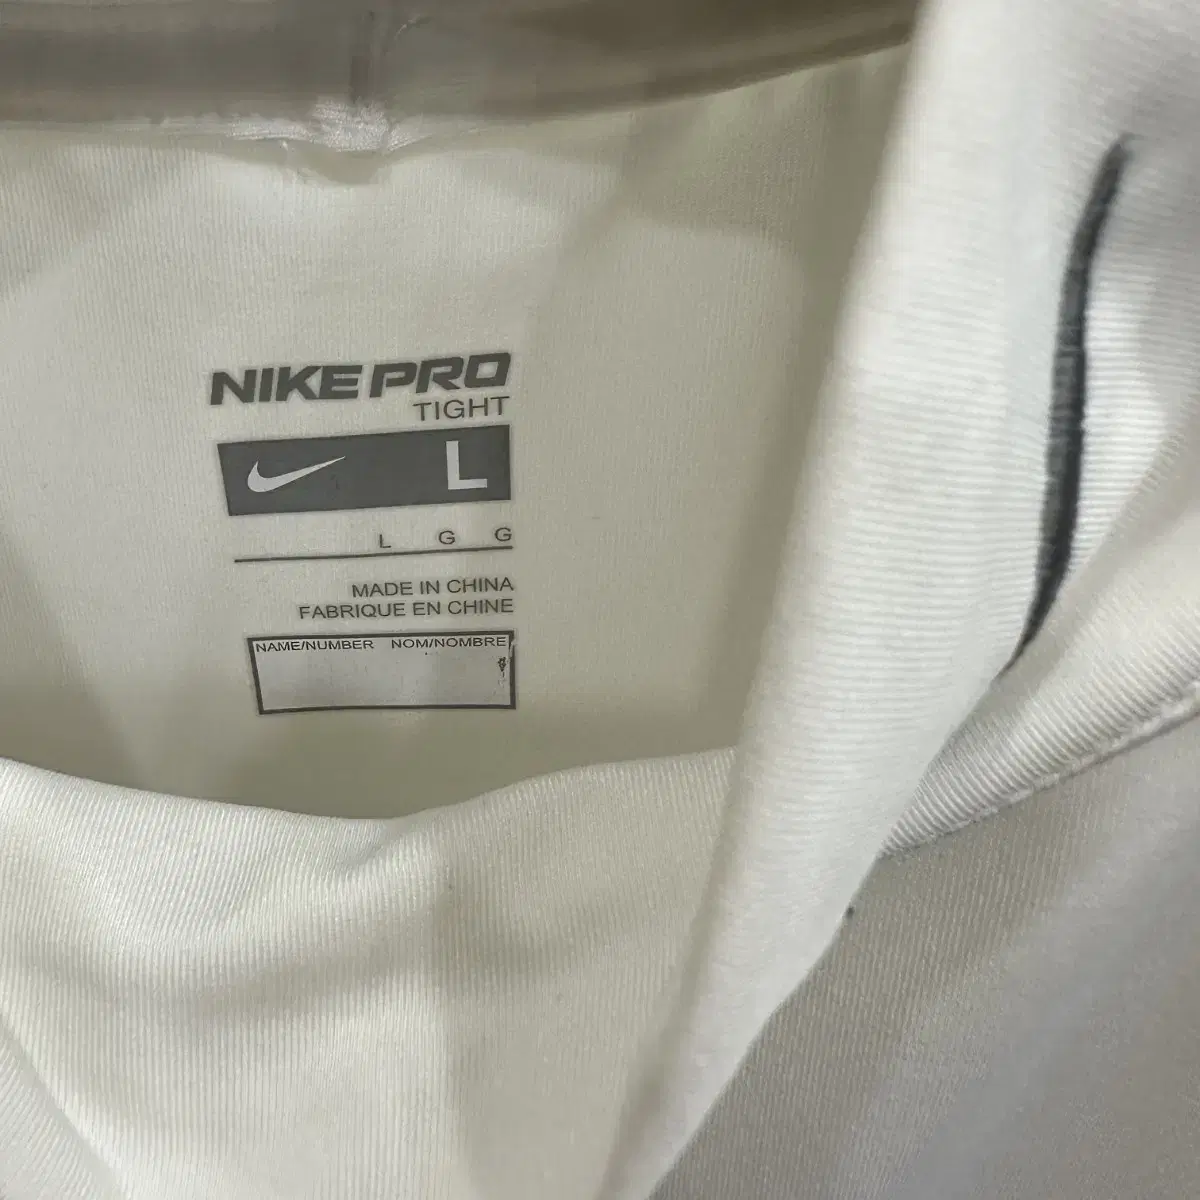 NIKE PRO
TIGHT
L
L G G
MADE IN CHINA
FABRIQUE EN CHINE
NAME/NUMBER NOM/NOMBRE